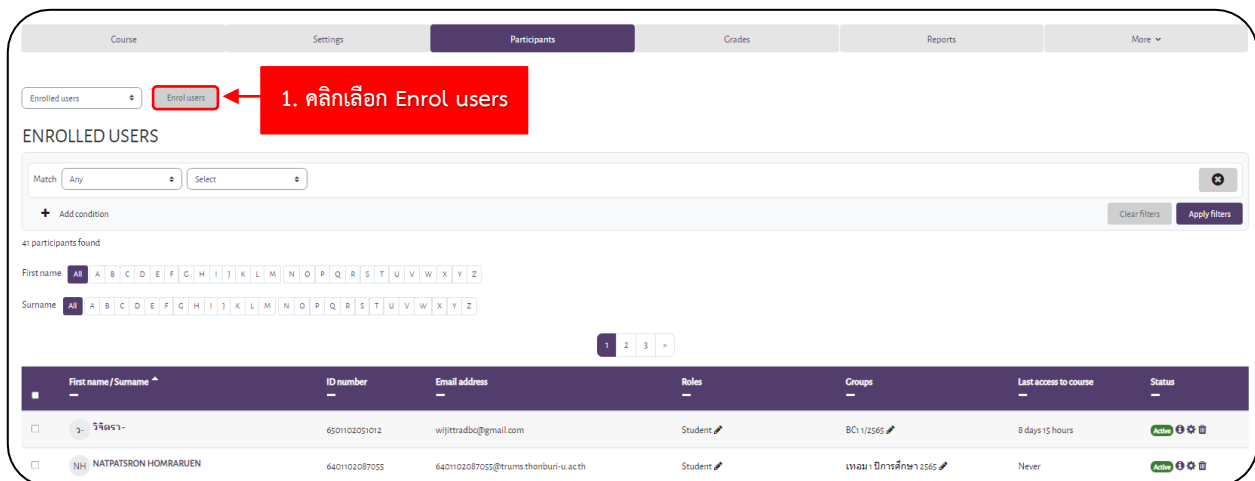 Course Settings Participants Grades Reports More
Enrolled users Enrol users 1. คลิกเลือก Enrol users
ENROLLED USERS
Match Any Select
Add condition Clear filters Apply filters
41 participants found
First name All A B C D E F G H I J K L M N O P Q R S T U V W X Y Z
Surname All A B C D E F G H I J K L M N O P Q R S T U V W X Y Z
1 2 3 »
First name / Surname ID number Email address Roles Groups Last access to course Status
ว- วิจิตรา - 6501102051012 wijittradbc@gmail.com Student BC1 1/2565 8 days 15 hours Active
NH NATPATSRON HOMRARUEN 6401102087055 6401102087055@trums.thonburi-u.ac.th Student เทอม 1 ปีการศึกษา 2565 Never Active